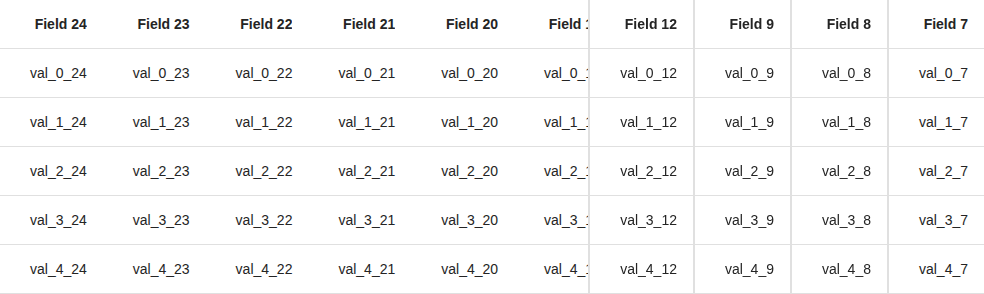 Field 24 Field 23 Field 22 Field 21 Field 20 Field Field 12 Field 9 Field 8 Field 7
val_0_24 val_0_23 val_0_22 val_0_21 val_0_20 val_0_12 val_0_9 val_0_8 val_0_7
val_1_24 val_1_23 val_1_22 val_1_21 val_1_20 val_1_12 val_1_9 val_1_8 val_1_7
val_2_24 val_2_23 val_2_22 val_2_21 val_2_20 val_2_12 val_2_9 val_2_8 val_2_7
val_3_24 val_3_23 val_3_22 val_3_21 val_3_20 val_3_12 val_3_9 val_3_8 val_3_7
val_4_24 val_4_23 val_4_22 val_4_21 val_4_20 val_4_12 val_4_9 val_4_8 val_4_7